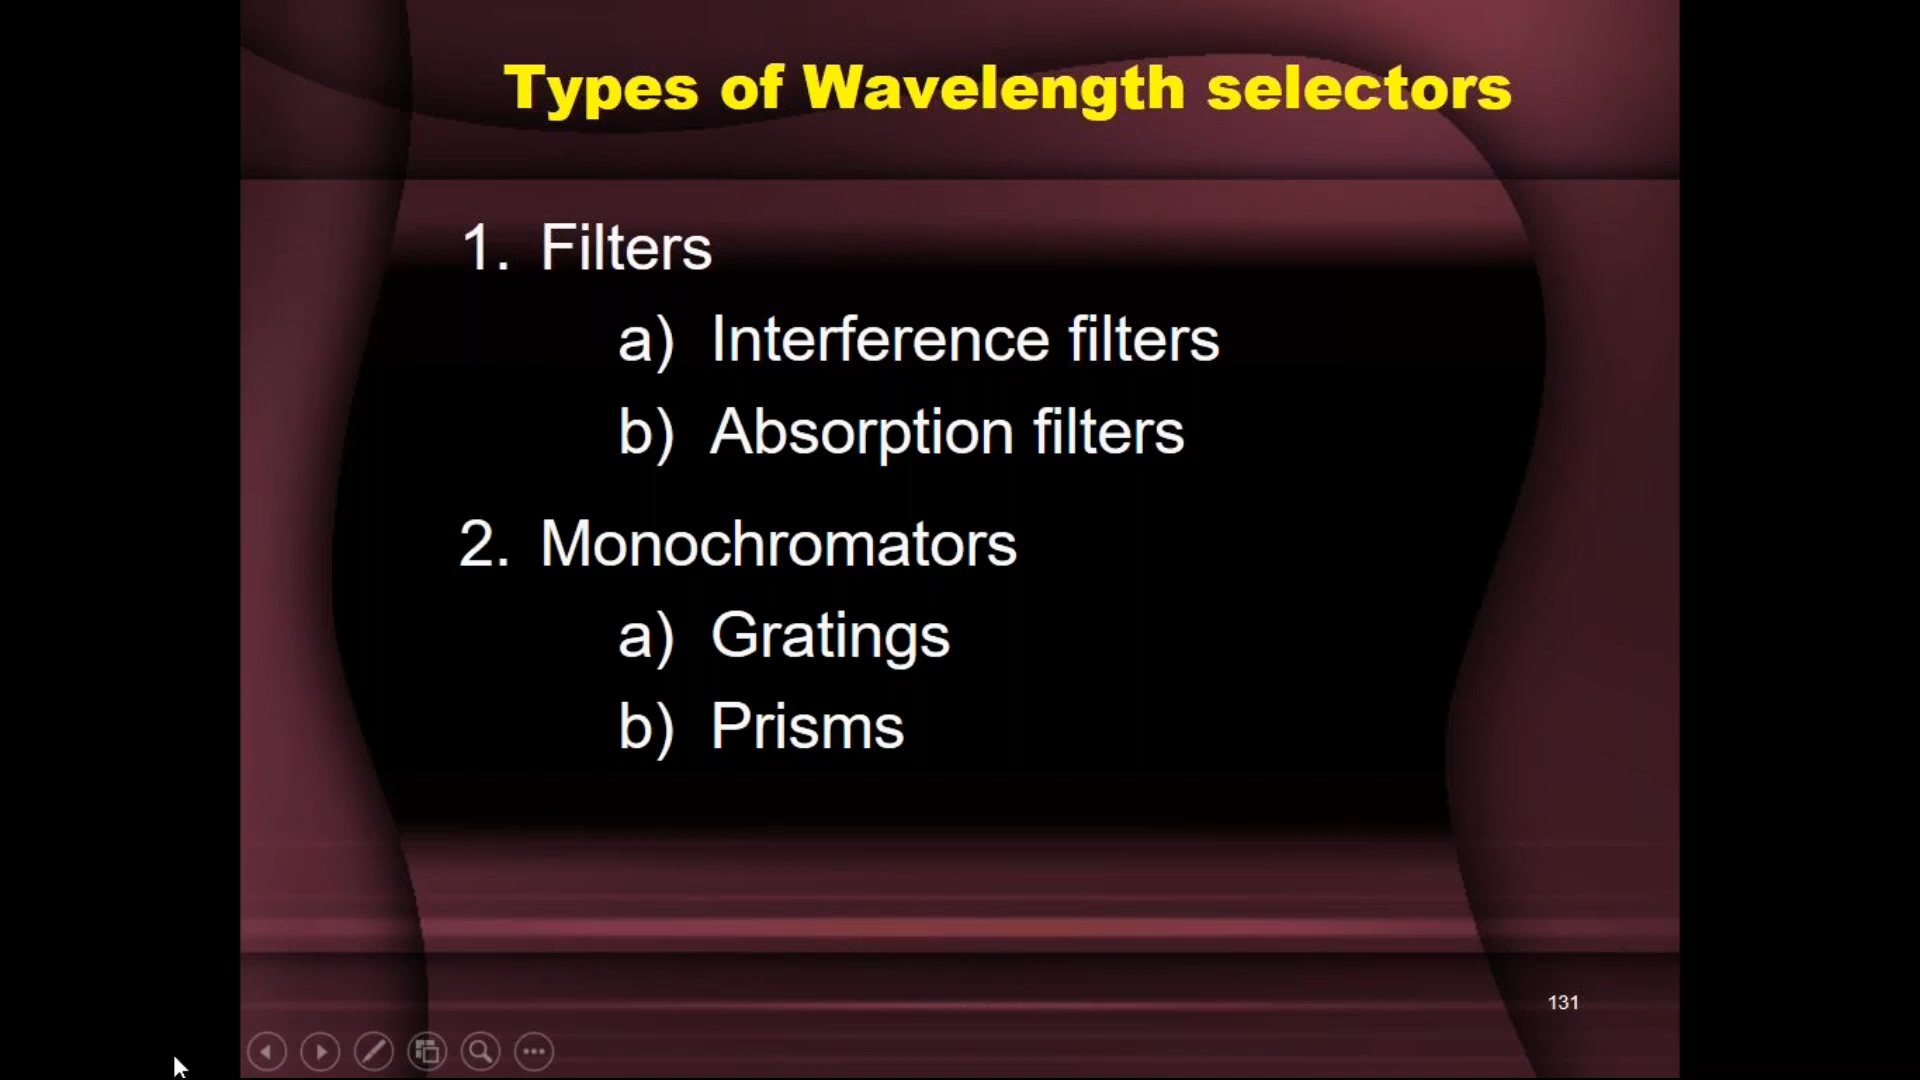 Types of Wavelength selectors
1. Filters
a) Interference filters
b) Absorption filters
2. Monochromators
a) Gratings
b) Prisms
131